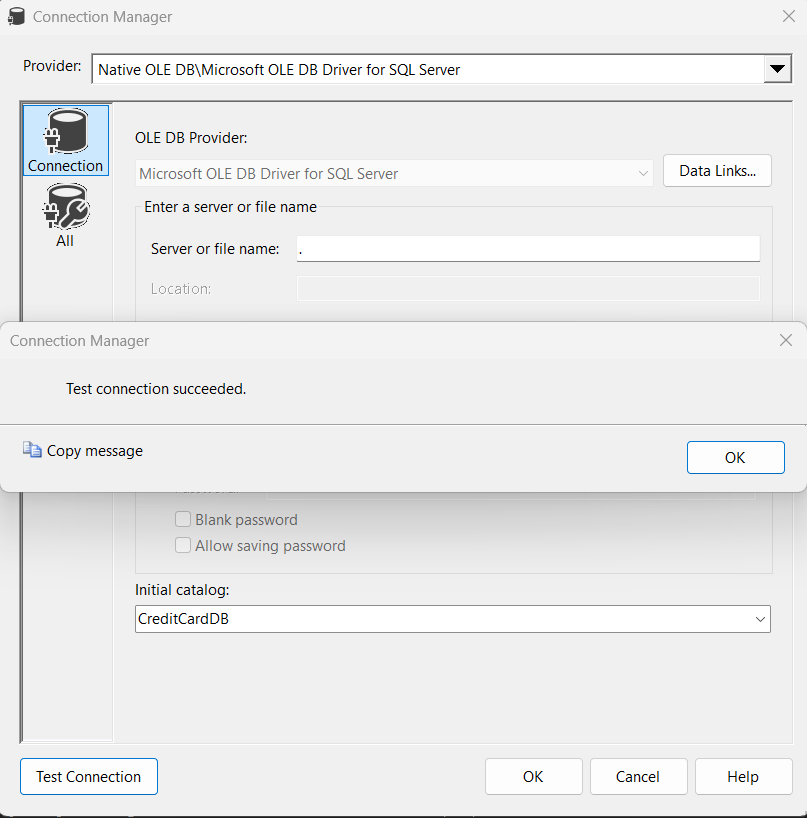 Connection Manager
Provider:
Native OLE DB\Microsoft OLE DB Driver for SQL Server
Connection
All
OLE DB Provider:
Microsoft OLE DB Driver for SQL Server
Data Links...
Enter a server or file name
Server or file name:
.
Location:
Connection Manager
Test connection succeeded.
Copy message
OK
Blank password
Allow saving password
Initial catalog:
CreditCardDB
Test Connection
OK
Cancel
Help